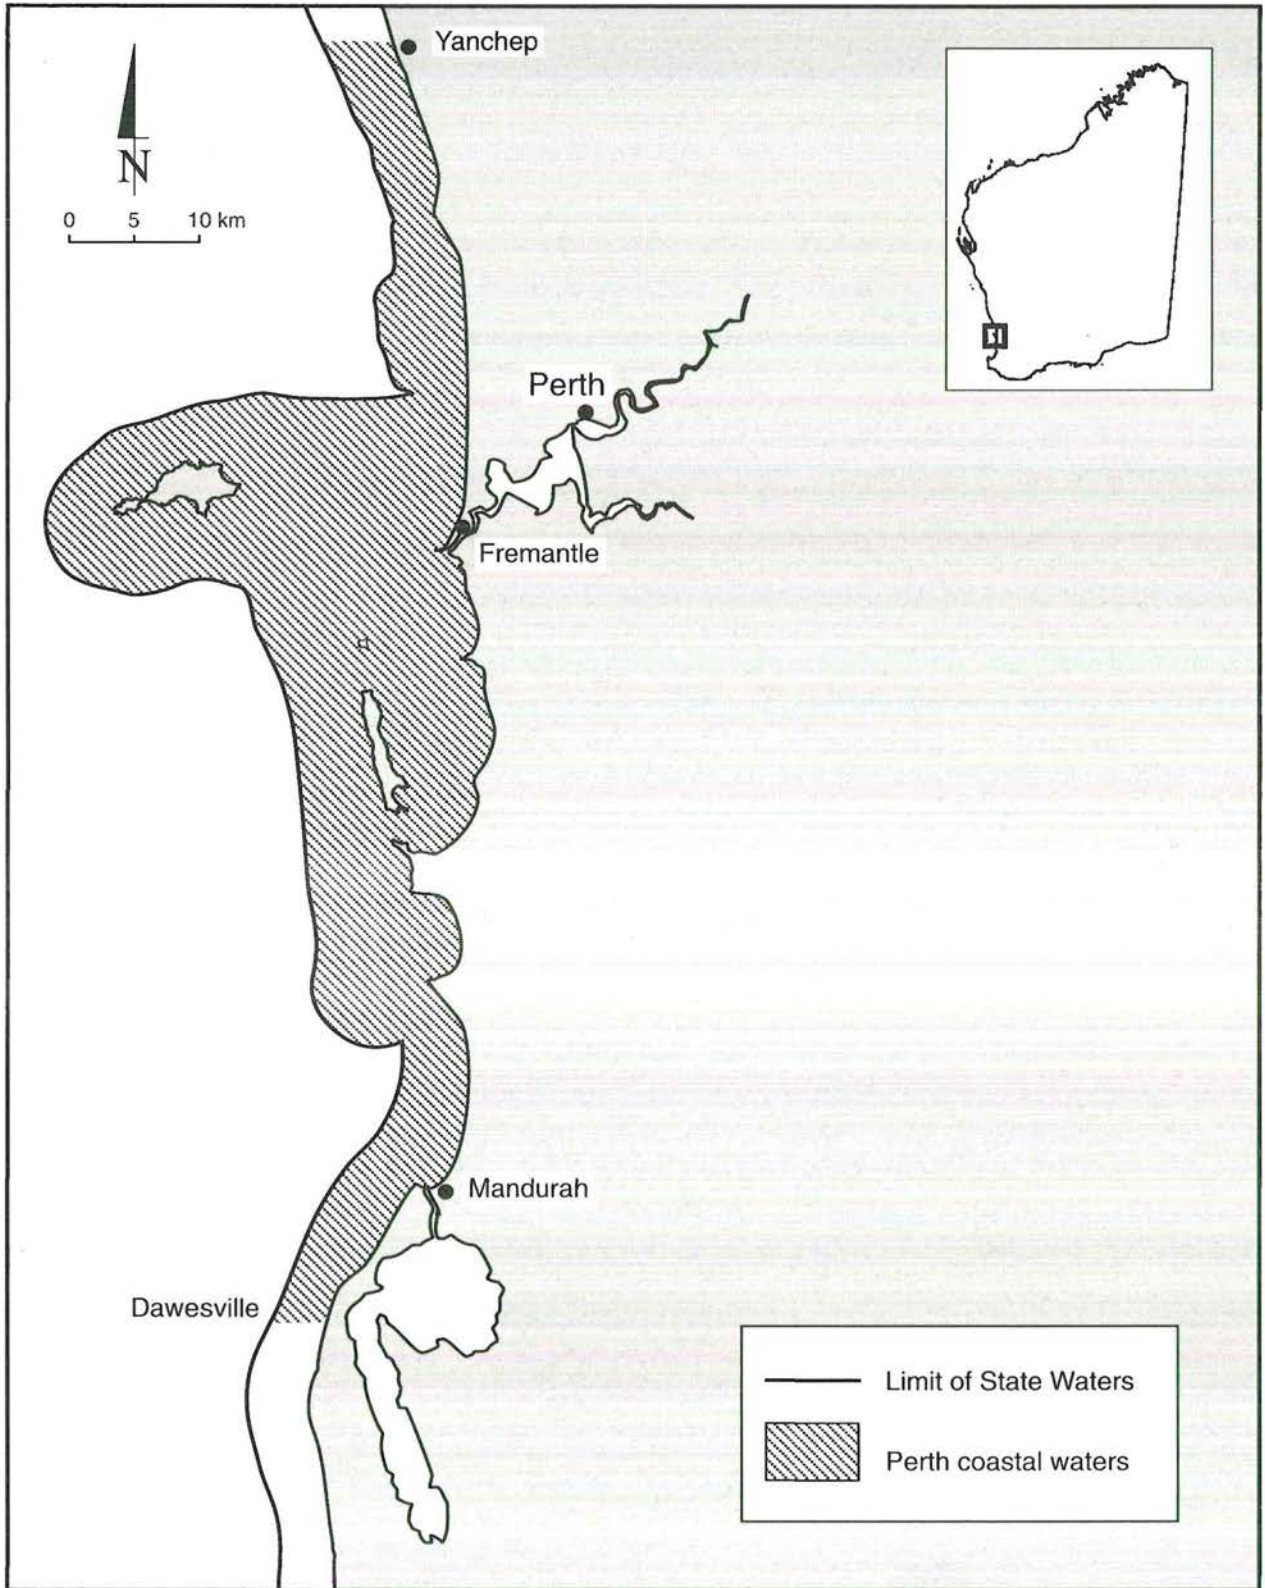 Yanchep
N
0 5 10 km
Perth
Fremantle
Mandurah
Dawesville
Limit of State Waters
Perth coastal waters